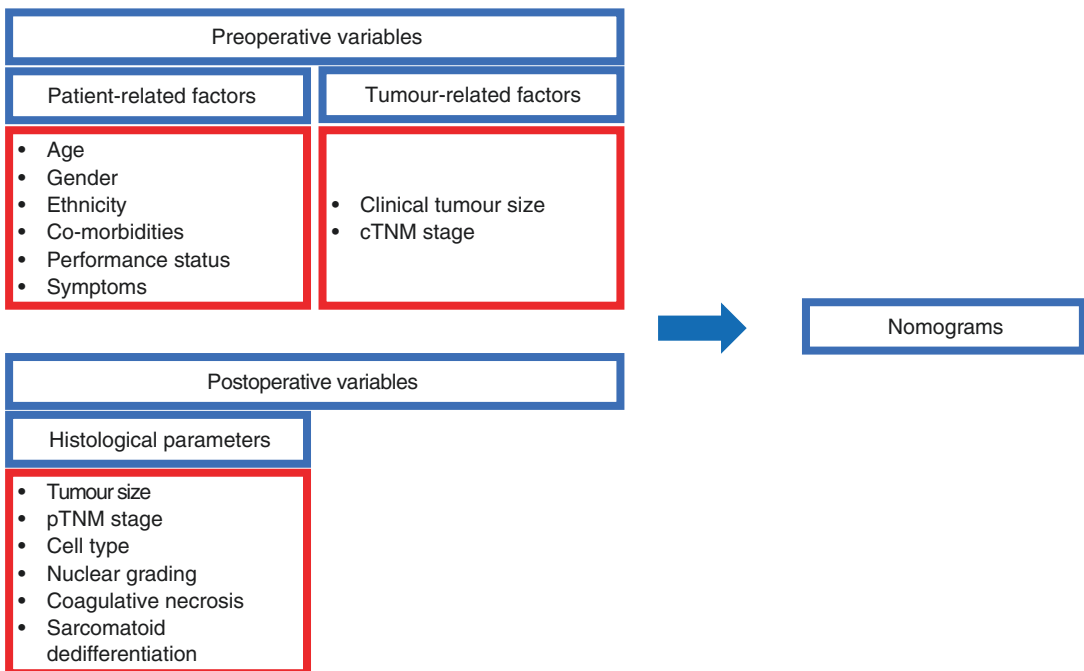 Preoperative variables
Patient-related factors
Tumour-related factors
• Age
• Gender
• Ethnicity
• Co-morbidities
• Performance status
• Symptoms
• Clinical tumour size
• cTNM stage
Nomograms
Postoperative variables
Histological parameters
• Tumour size
• pTNM stage
• Cell type
• Nuclear grading
• Coagulative necrosis
• Sarcomatoid
dedifferentiation